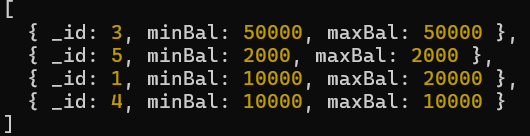 [
  { _id: 3, minBal: 50000, maxBal: 50000 },
  { _id: 5, minBal: 2000, maxBal: 2000 },
  { _id: 1, minBal: 10000, maxBal: 20000 },
  { _id: 4, minBal: 10000, maxBal: 10000 }
]